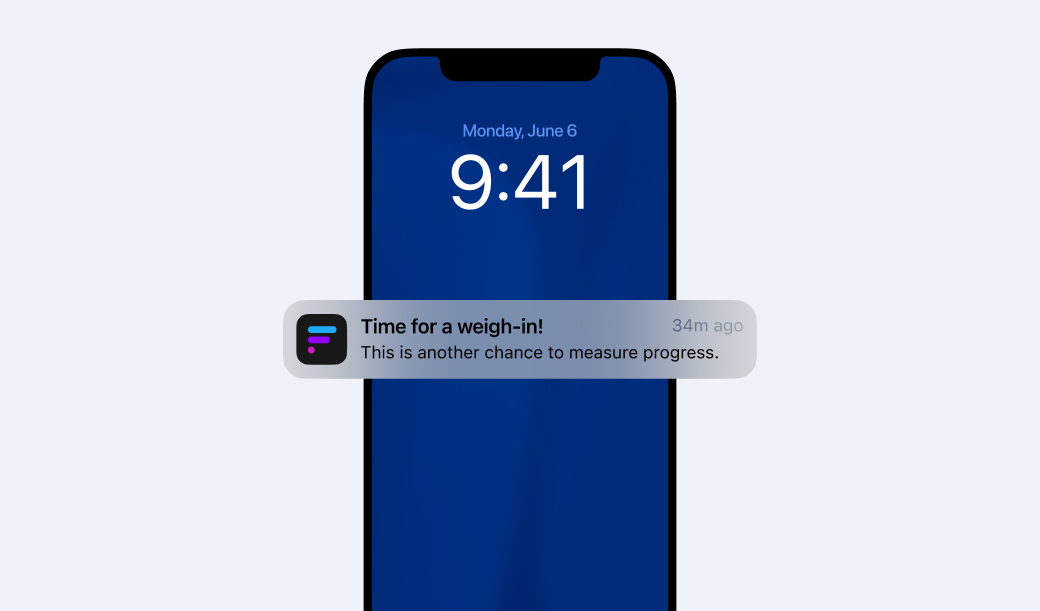 Monday, June 6
9:41
Time for a weigh-in!
34m ago
This is another chance to measure progress.